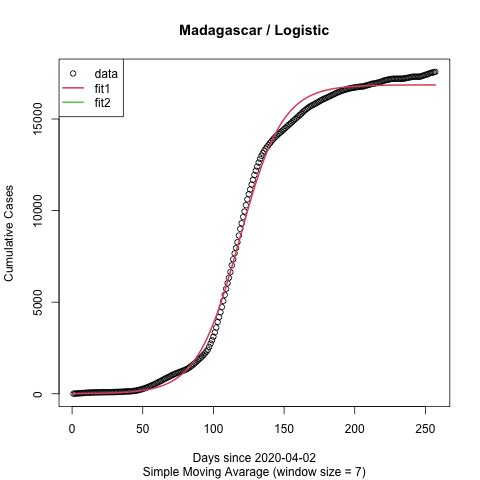 Madagascar / Logistic
data
fit1
fit2
Cumulative Cases
15000
10000
5000
0
0 50 100 150 200 250
Days since 2020-04-02
Simple Moving Avarage (window size = 7)